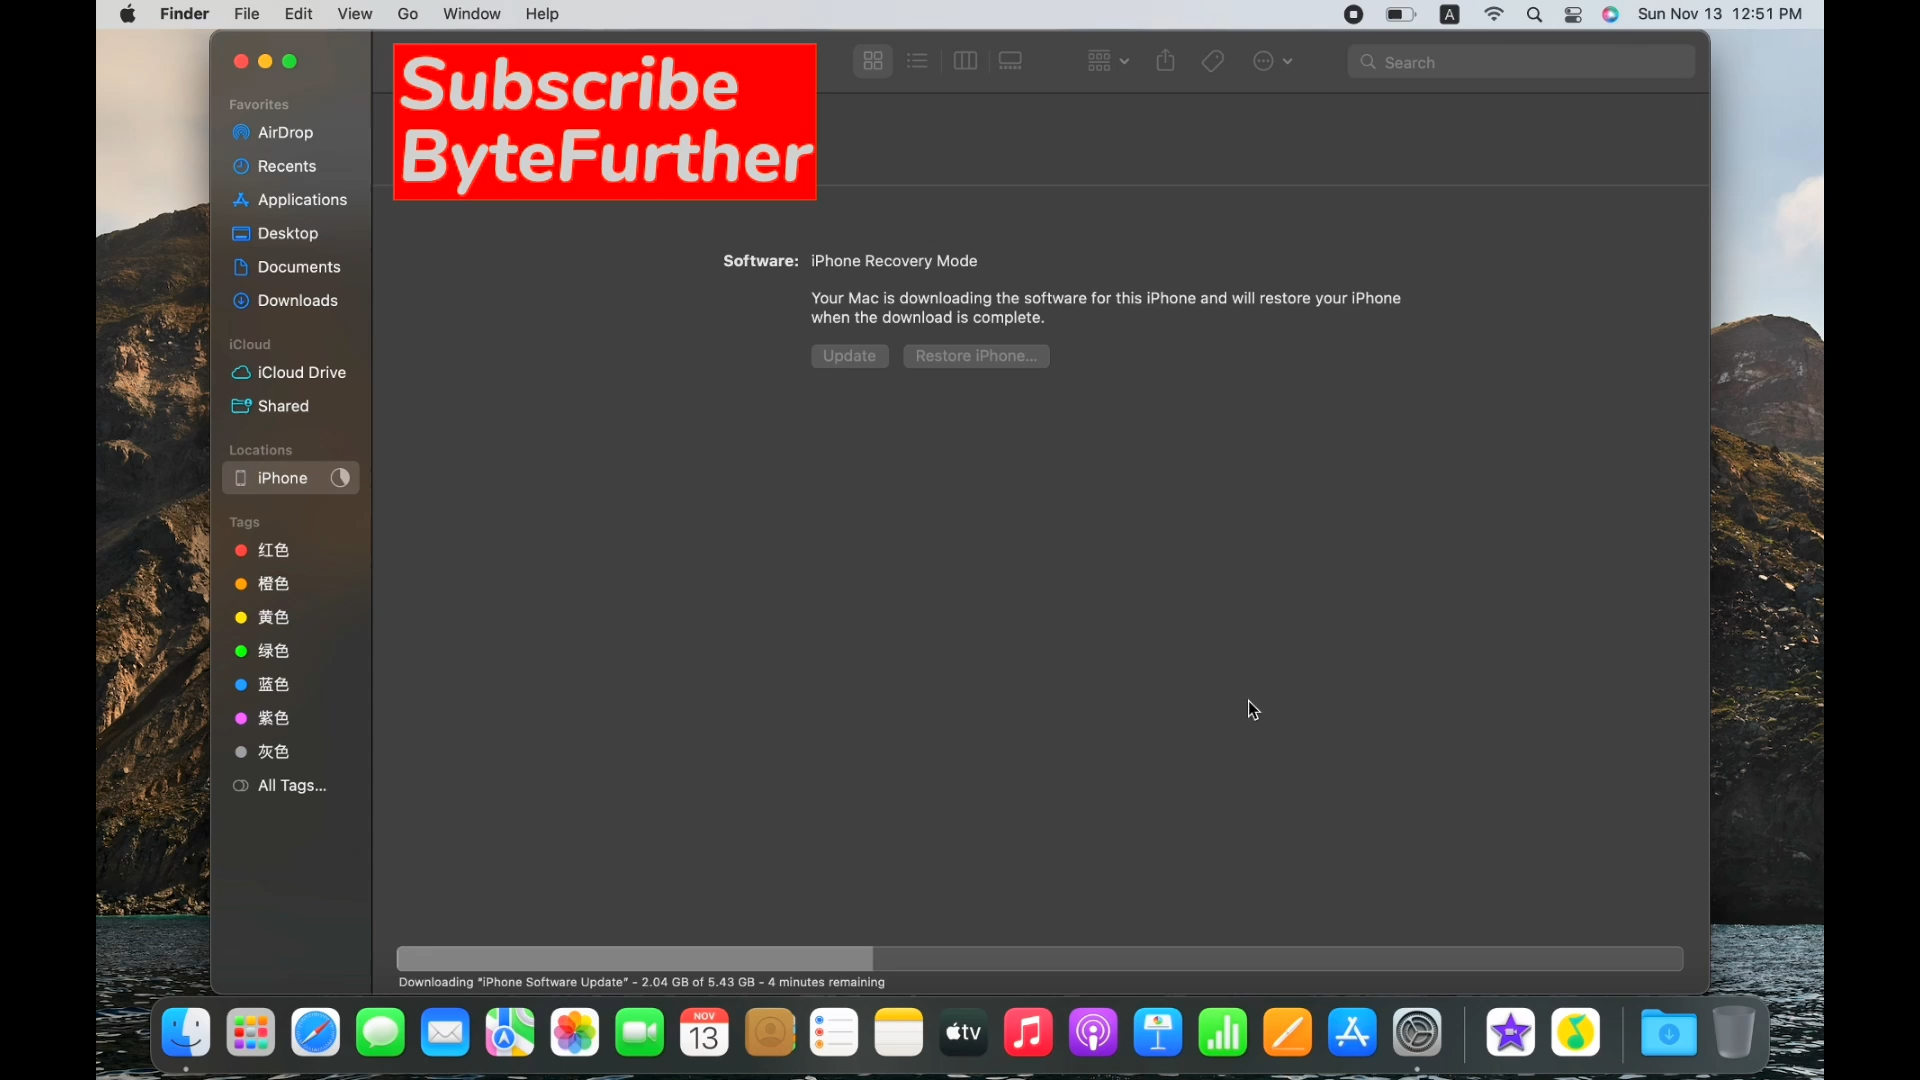 Finder File Edit View Go Window Help
A
Sun Nov 13 12:51 PM
Subscribe
ByteFurther
Search
Favorites
AirDrop
Recents
Applications
Desktop
Documents
Downloads
iCloud
iCloud Drive
Shared
Locations
iPhone
Tags
红色
橙色
黄色
绿色
蓝色
紫色
灰色
All Tags...
Software: iPhone Recovery Mode
Your Mac is downloading the software for this iPhone and will restore your iPhone
when the download is complete.
Update Restore iPhone...
Downloading "iPhone Software Update" - 2.04 GB of 5.43 GB - 4 minutes remaining
NOV
13
tv